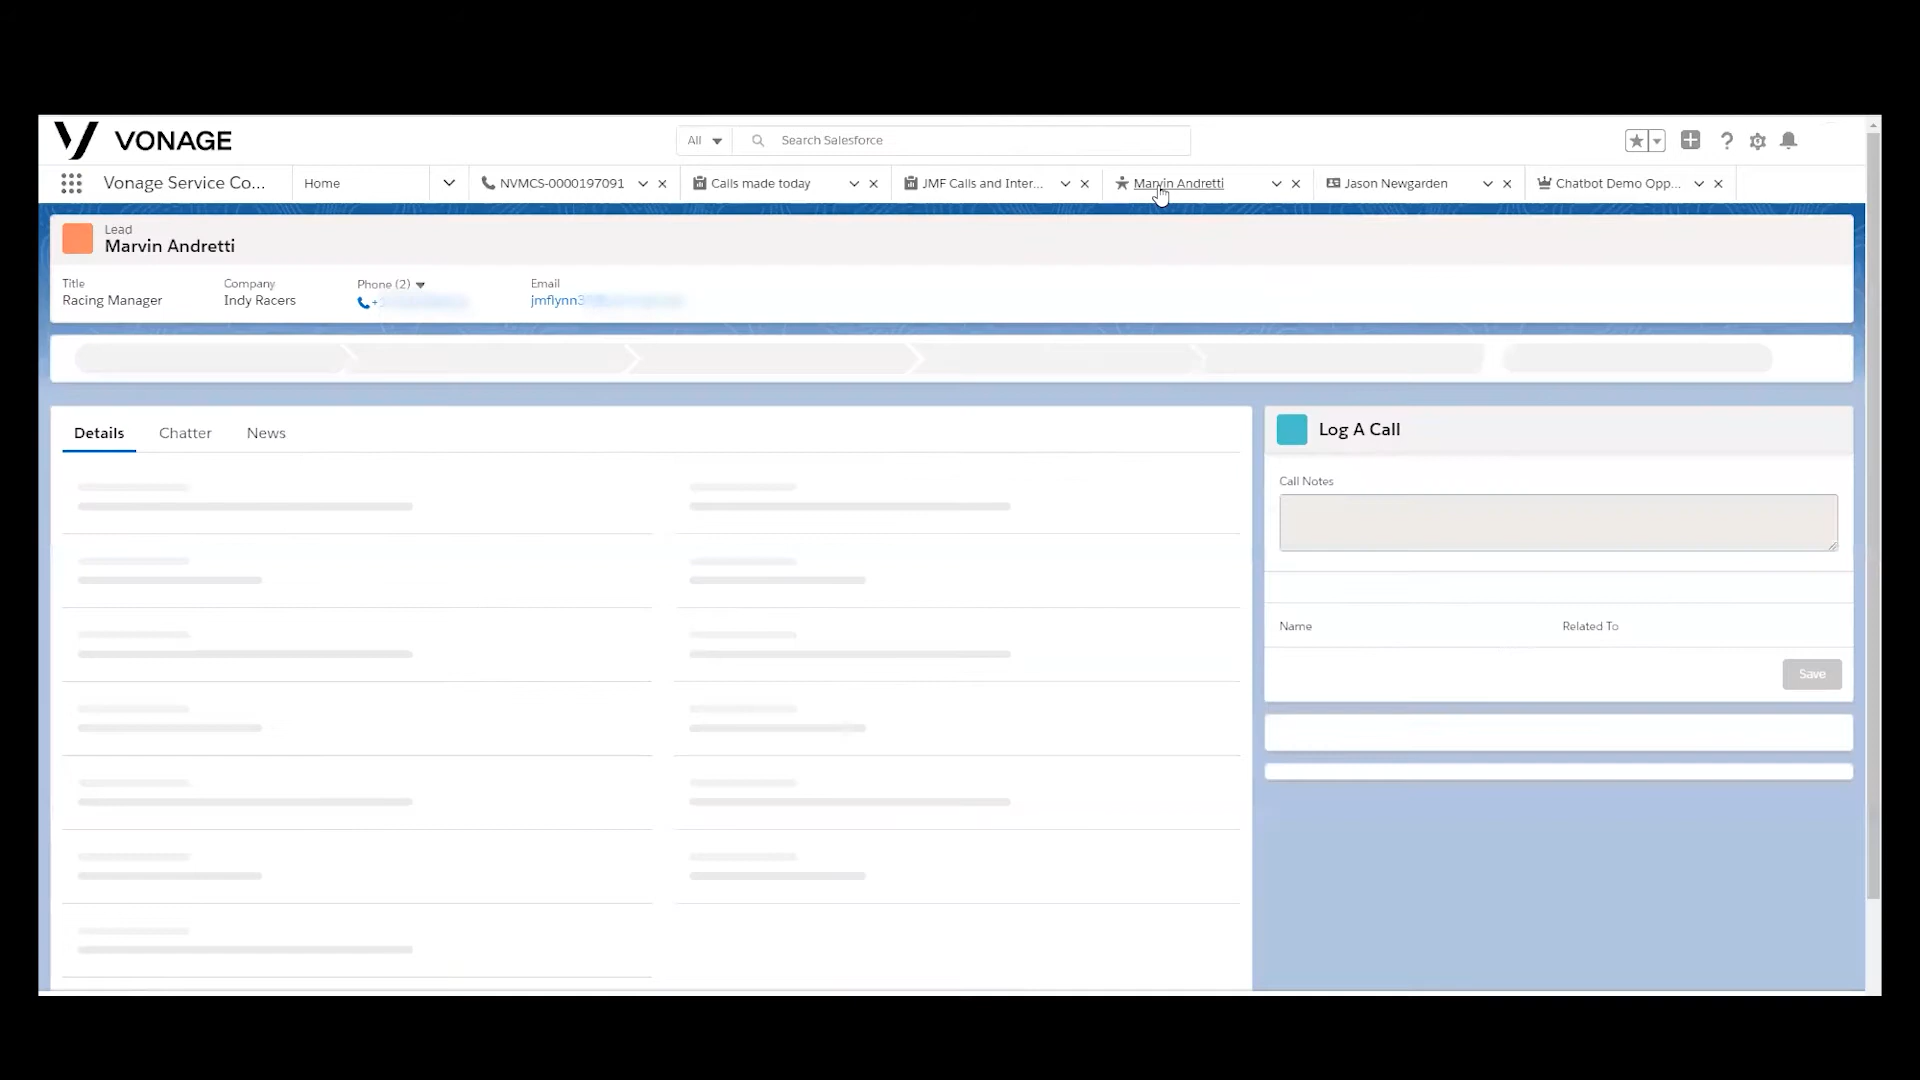 VONAGE
All
Search Salesforce
Vonage Service Co...
Home
NVMCS-0000197091
Calls made today
JMF Calls and Inter...
Marvin Andretti
Jason Newgarden
Chatbot Demo Opp...
Lead
Marvin Andretti
Title
Company
Phone (2)
Email
Racing Manager
Indy Racers
+
jmflynn3
Details
Chatter
News
Log A Call
Call Notes
Name
Related To
Save